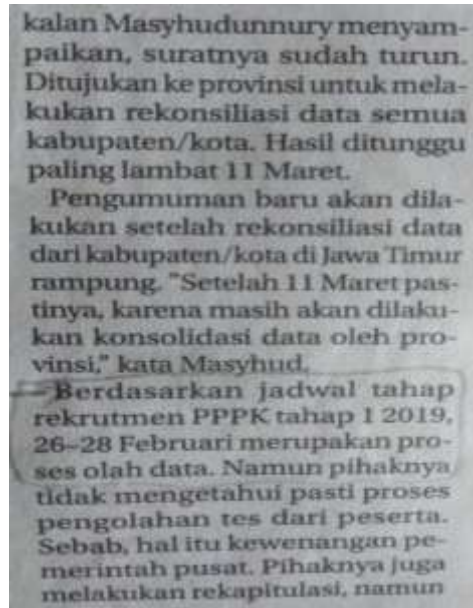 kalan Masyhudunnury menyam-
paikan, suratnya sudah turun.
Ditujukan ke provinsi untuk mela-
kukan rekonsiliasi data semua
kabupaten/kota. Hasil ditunggu
paling lambat 11 Maret.
Pengumuman baru akan dila-
kukan setelah rekonsiliasi data
dari kabupaten/kota di Jawa Timur
rampung. "Setelah 11 Maret pas-
tinya, karena masih akan dilaku-
kan konsolidasi data oleh pro-
vinsi," kata Masyhud.
Berdasarkan jadwal tahap
rekrutmen PPPK tahap 1 2019,
26–28 Februari merupakan pro-
ses olah data. Namun pihaknya
tidak mengetahui pasti proses
pengolahan tes dari peserta.
Sebab, hal itu kewenangan pe-
merintah pusat. Pihaknya juga
melakukan rekapitulasi, namun